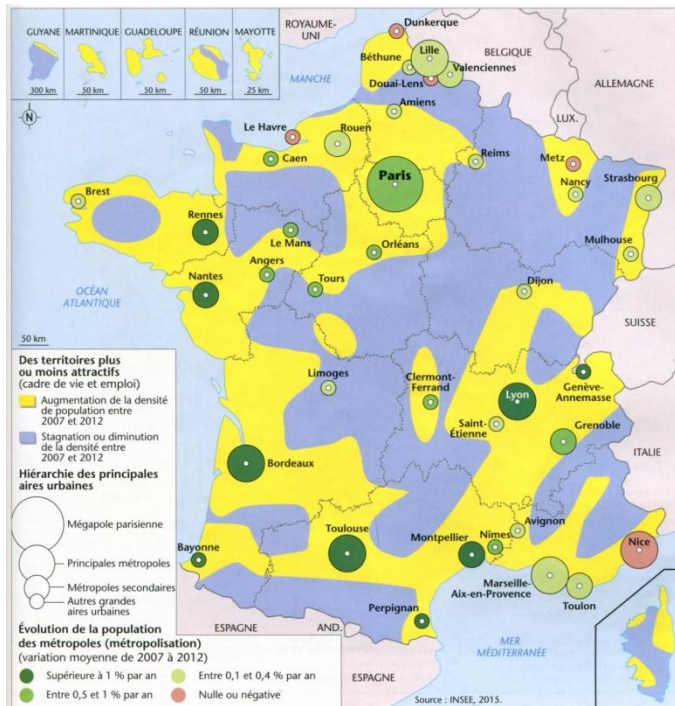 GUYANE
MARTINIQUE
GUADELOUPE
RÉUNION
MAYOTTE
300 km
50 km
50 km
50 km
25 km
ROYAUME-
UNI
MANCHE
BELGIQUE
ALLEMAGNE
LUX.
SUISSE
ITALIE
OCÉAN
ATLANTIQUE
ESPAGNE
AND.
ESPAGNE
MER
MÉDITERRANÉE
N
50 km
Dunkerque
Lille
Béthune
Valenciennes
Douai-Lens
Amiens
Le Havre
Rouen
Caen
Reims
Metz
Nancy
Strasbourg
Paris
Brest
Rennes
Le Mans
Orléans
Mulhouse
Angers
Nantes
Tours
Dijon
Limoges
Clermont-
Ferrand
Lyon
Genève-
Annemasse
Saint-
Étienne
Grenoble
Bordeaux
Avignon
Toulouse
Montpellier
Nîmes
Nice
Bayonne
Marseille-
Aix-en-Provence
Toulon
Perpignan
Des territoires plus
ou moins attractifs
(cadre de vie et emploi)
Augmentation de la densité
de population entre
2007 et 2012
Stagnation ou diminution
de la densité entre
2007 et 2012
Hiérarchie des principales
aires urbaines
Mégapole parisienne
Principales métropoles
Métropoles secondaires
Autres grandes
aires urbaines
Évolution de la population
des métropoles (métropolisation)
(variation moyenne de 2007 à 2012)
Supérieure à 1 % par an
Entre 0,1 et 0,4 % par an
Entre 0,5 et 1 % par an
Nulle ou négative
Source : INSEE, 2015.